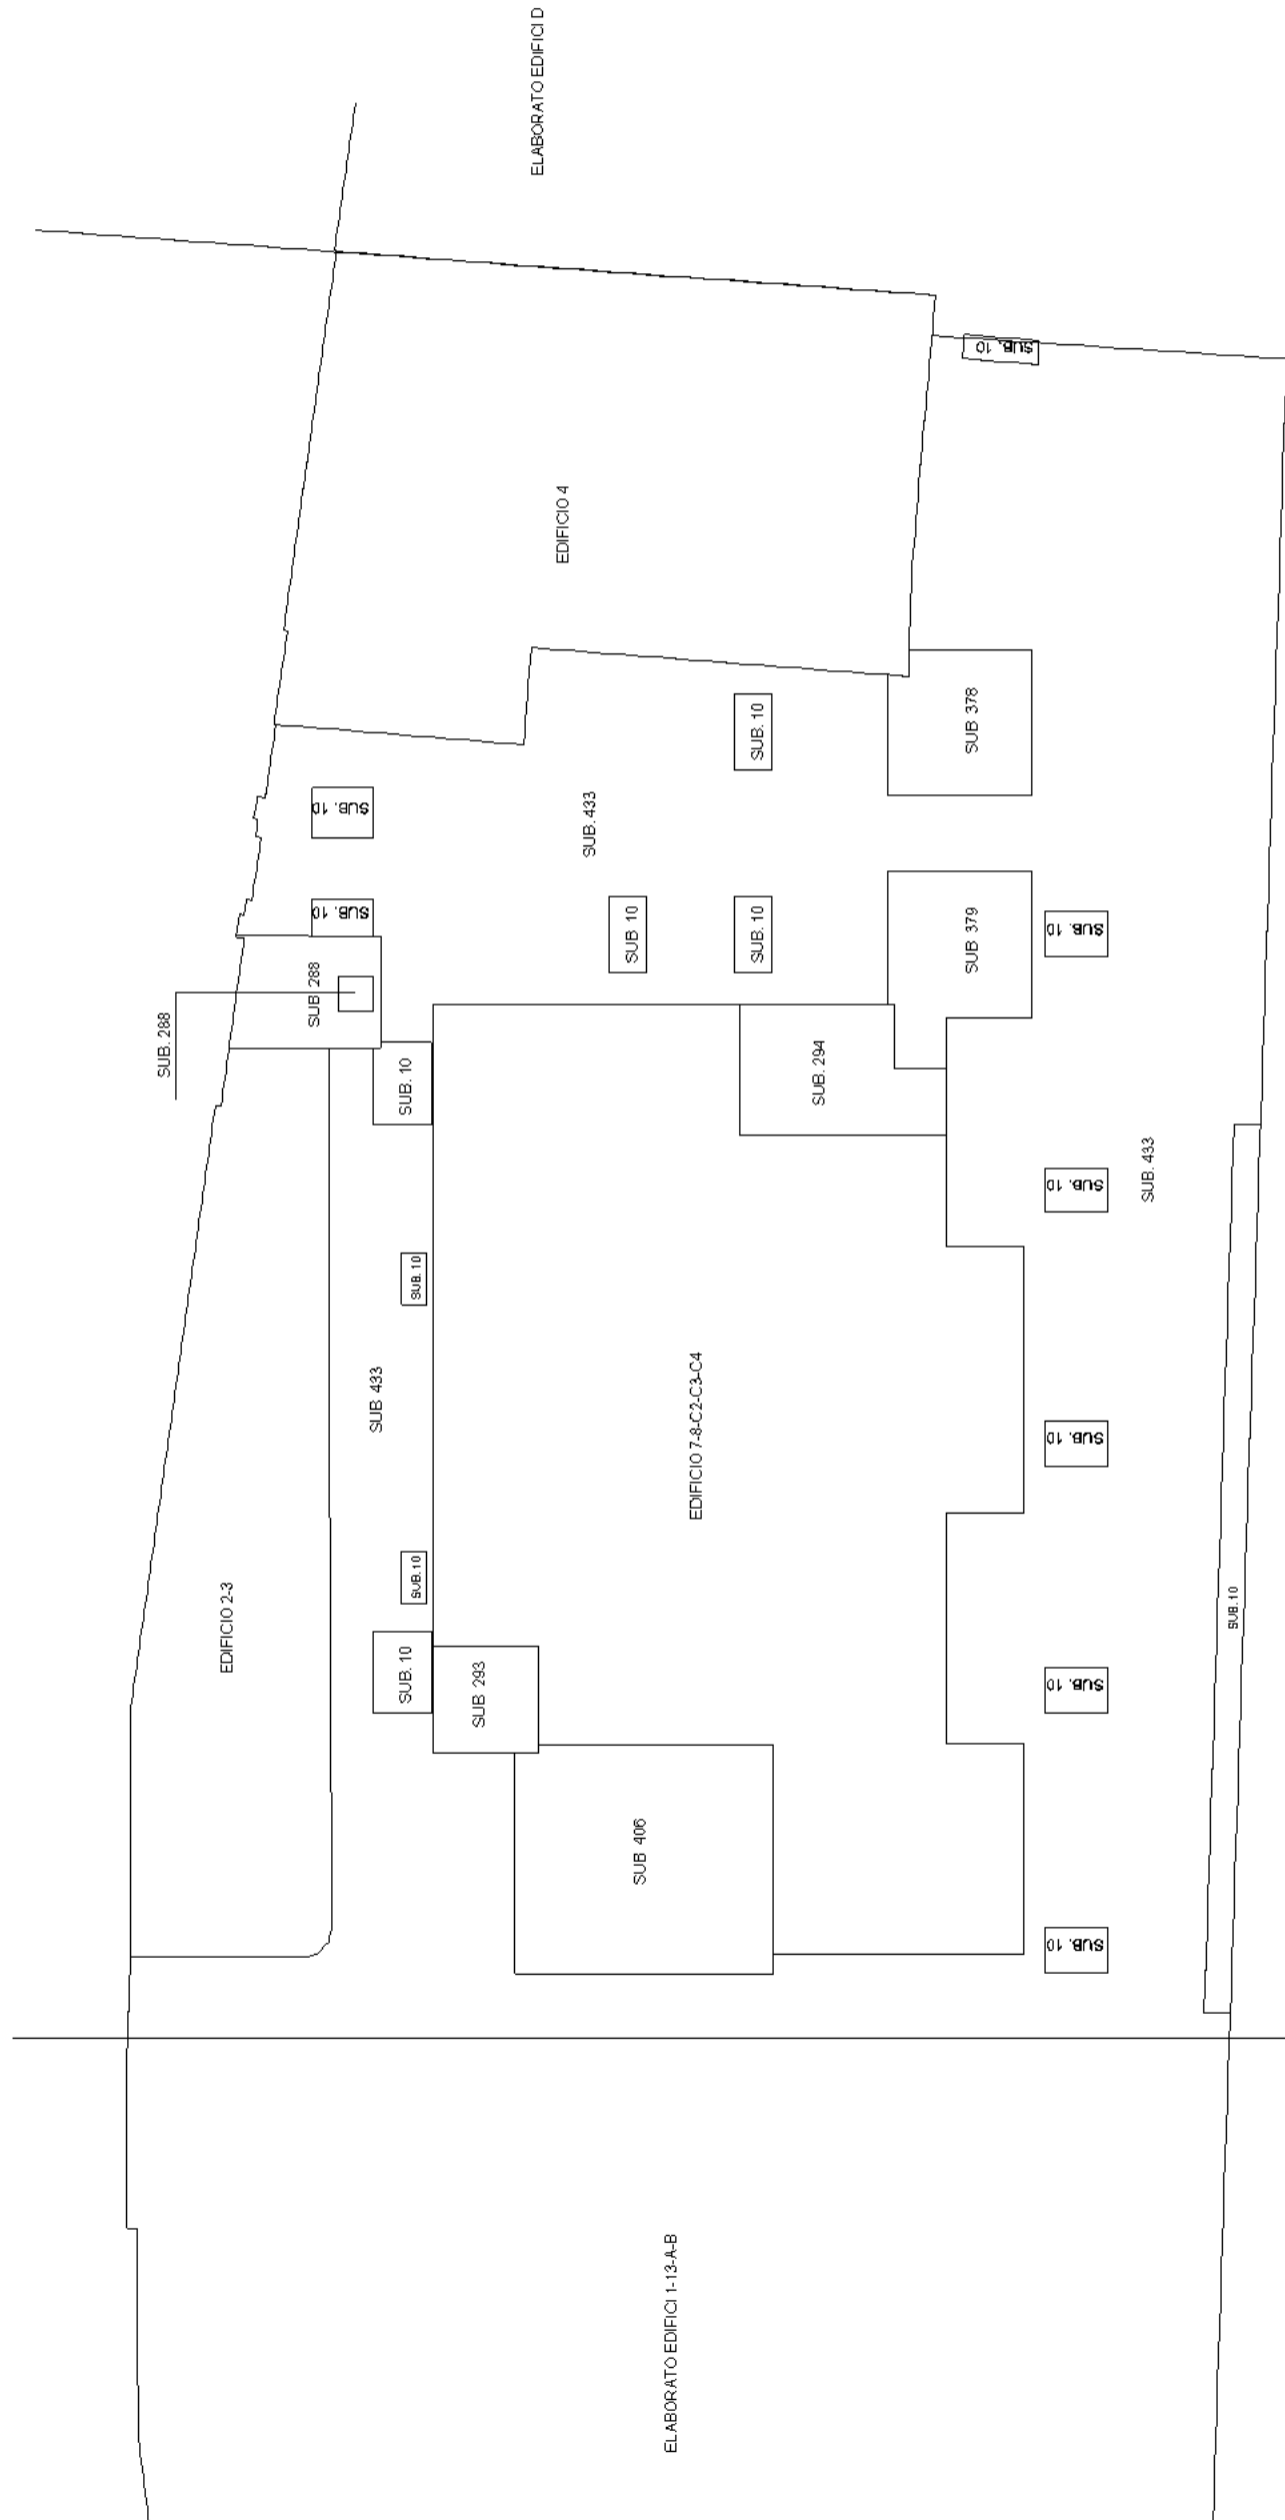 ELABORATO EDIFICI D
SUB. 10
EDIFICIO 4
SUB 378
SUB. 10
SUB. 10
SUB. 433
SUB. 10
SUB 10
SUB. 10
SUB 379
SUB. 10
SUB. 288
SUB. 288
SUB. 10
SUB. 294
SUB. 433
SUB. 10
SUB.10
SUB 433
EDIFICIO 7-8-C2-C3-C4
SUB. 10
SUB.10
EDIFICIO 2-3
SUB.10
SUB. 10
SUB 293
SUB. 10
SUB 406
SUB. 10
ELABORATO EDIFICI 1-13-A-B